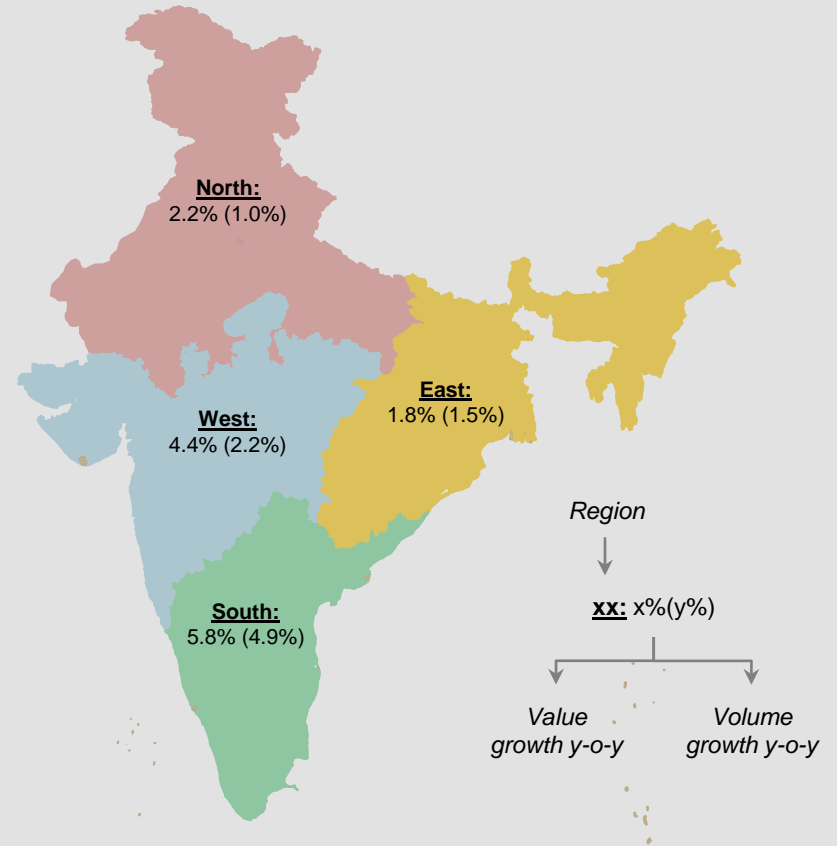 North:
2.2% (1.0%)
East:
1.8% (1.5%)
West:
4.4% (2.2%)
South:
5.8% (4.9%)
Region
xx: x%(y%)
Value
growth y-o-y
Volume
growth y-o-y